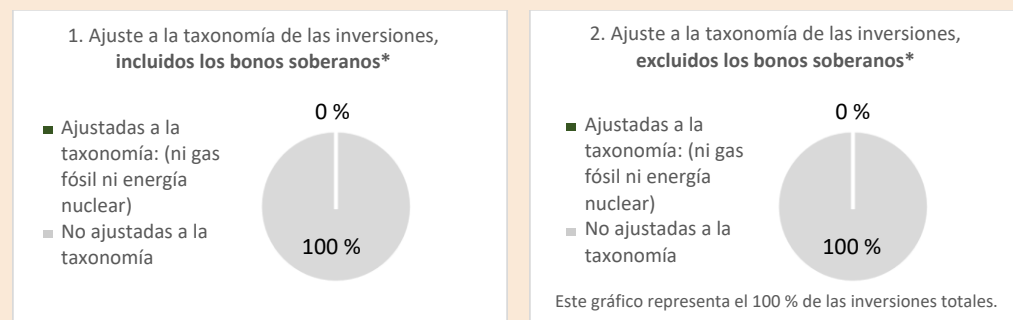 1. Ajuste a la taxonomía de las inversiones,
incluidos los bonos soberanos*
0 %
Ajustadas a la
taxonomía: (ni gas
fósil ni energía
nuclear)
No ajustadas a la
taxonomía
100 %
2. Ajuste a la taxonomía de las inversiones,
excluidos los bonos soberanos*
0 %
Ajustadas a la
taxonomía: (ni gas
fósil ni energía
nuclear)
No ajustadas a la
taxonomía
100 %
Este gráfico representa el 100 % de las inversiones totales.